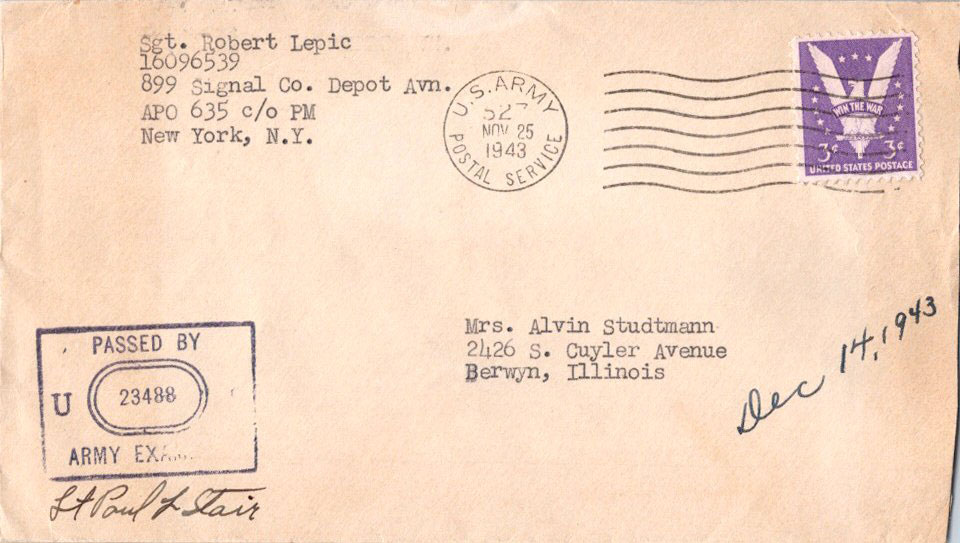 Sgt. Robert Lepic
16096539
899 Signal Co. Depot Avn.
APO 635 c/o PM
New York, N.Y.
U.S. ARMY
NOV 25
1943
POSTAL SERVICE
WIN THE WAR
3¢ 3¢
UNITED STATES POSTAGE
Mrs. Alvin Studtmann
2426 S. Cuyler Avenue
Berwyn, Illinois
Dec 14, 1943
PASSED BY
U 23488
ARMY
Lt Paul L Stair